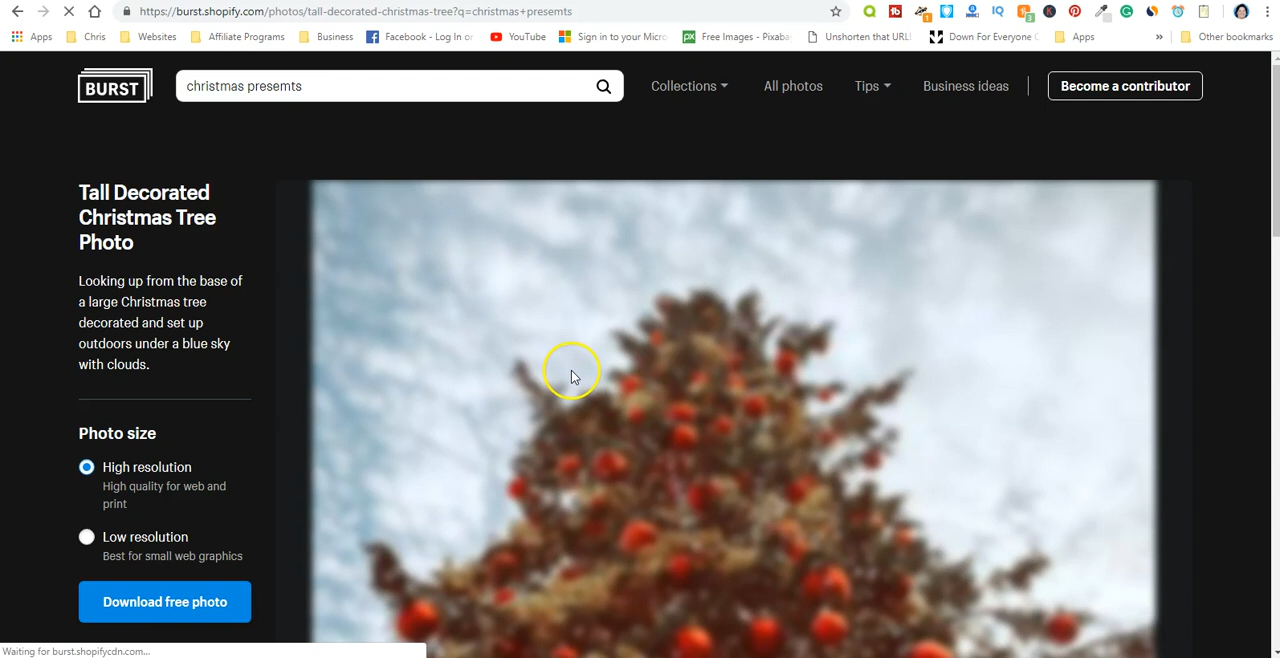 https://burst.shopify.com/photos/tall-decorated-christmas-tree?q=christmas+presemts
Apps Chris Websites Affiliate Programs Business Facebook - Log In or YouTube Sign in to your Micro Free Images - Pixaba Unshorten that URL! Down For Everyone Apps » Other bookmarks
BURST christmas presemts Collections All photos Tips Business ideas Become a contributor
Tall Decorated
Christmas Tree
Photo
Looking up from the base of
a large Christmas tree
decorated and set up
outdoors under a blue sky
with clouds.
Photo size
High resolution
High quality for web and
print
Low resolution
Best for small web graphics
Download free photo
Waiting for burst.shopifycdn.com...